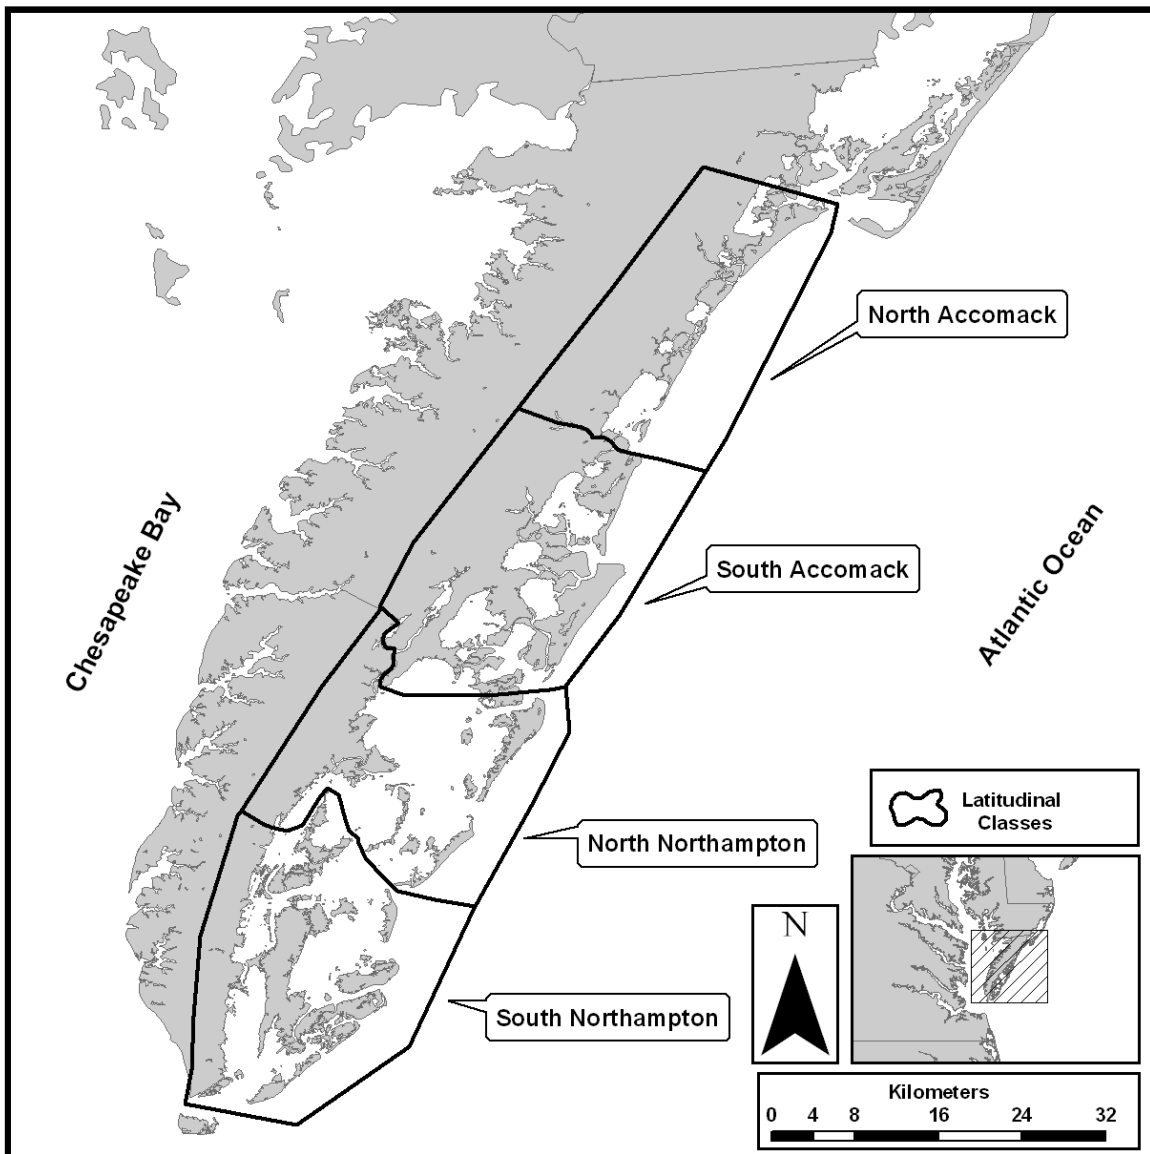 North Accomack
Chesapeake Bay
South Accomack
Atlantic Ocean
Latitudinal
Classes
North Northampton
N
South Northampton
Kilometers
0 4 8 16 24 32